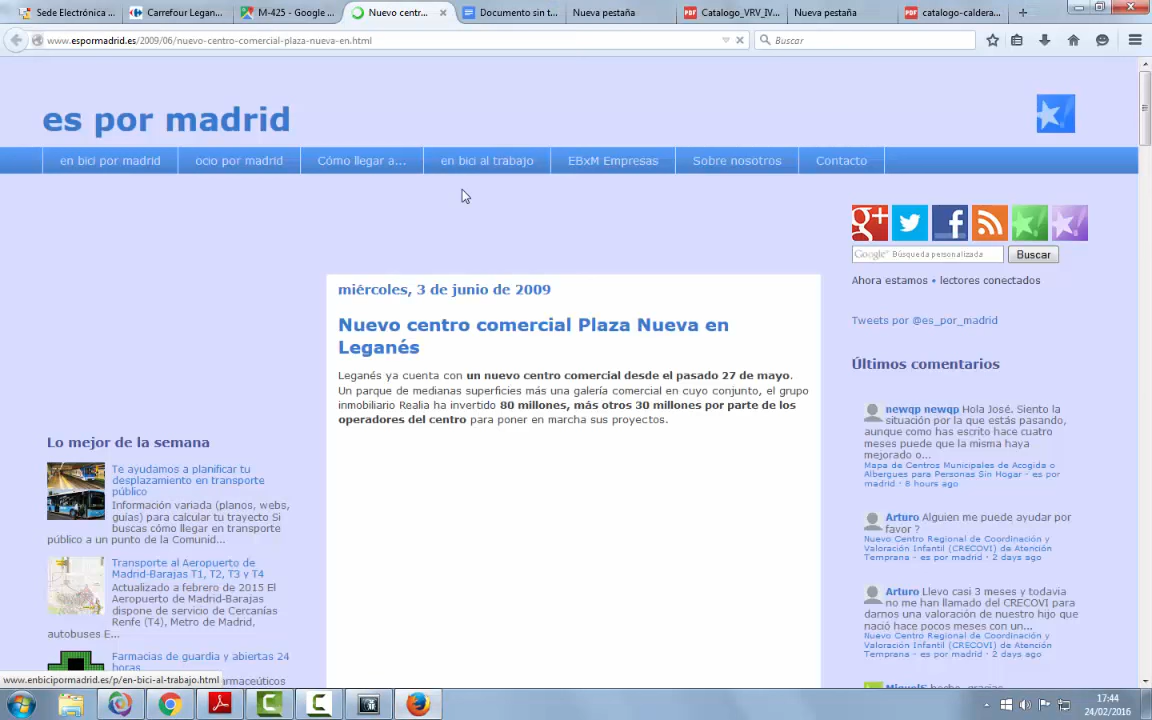 Sede Electrónica ...
Carrefour Legan...
M-425 - Google ...
Nuevo centr...
Documento sin t...
Nueva pestaña
Catalogo_VRV_IV...
Nueva pestaña
catalogo-caldera...
www.espormadrid.es/2009/06/nuevo-centro-comercial-plaza-nueva-en.html
Buscar
es por madrid
en bici por madrid
ocio por madrid
Cómo llegar a...
en bici al trabajo
EBxM Empresas
Sobre nosotros
Contacto
miércoles, 3 de junio de 2009
Nuevo centro comercial Plaza Nueva en
Leganés
Leganés ya cuenta con un nuevo centro comercial desde el pasado 27 de mayo.
Un parque de medianas superficies más una galería comercial en cuyo conjunto, el grupo
inmobiliario Realia ha invertido 80 millones, más otros 30 millones por parte de los
operadores del centro para poner en marcha sus proyectos.
Lo mejor de la semana
Te ayudamos a planificar tu
desplazamiento en transporte
público
Información variada (planos, webs,
guías) para calcular tu trayecto Si
buscas cómo llegar en transporte
público a un punto de la Comunid...
Transporte al Aeropuerto de
Madrid-Barajas T1, T2, T3 y T4
Actualizado a febrero de 2015 El
Aeropuerto de Madrid-Barajas
dispone de servicio de Cercanías
Renfe (T4), Metro de Madrid,
autobuses E...
Farmacias de guardia y abiertas 24
horas
Google Búsqueda personalizada
Buscar
Ahora estamos • lectores conectados
Tweets por @es_por_madrid
Últimos comentarios
newqp newqp Hola José, Siento la
situación por la que estás pasando,
aunque como has escrito hace cuatro
meses puede que la misma haya
mejorado o...
Mapa de Centros Municipales de Acogida o
Albergues para Personas Sin Hogar - es por
madrid · 8 hours ago
Arturo Alguien me puede ayudar por
favor ?
Nuevo Centro Regional de Coordinación y
Valoración Infantil (CRECOVI) de Atención
Temprana - es por madrid · 2 days ago
Arturo Llevo casi 3 meses y todavia
no me han llamado del CRECOVI para
darnos una valoración de nuestro hijo que
nació hace pocos meses con un...
Nuevo Centro Regional de Coordinación y
Valoración Infantil (CRECOVI) de Atención
Temprana - es por madrid · 2 days ago
www.enbicipormadrid.es/p/en-bici-al-trabajo.html
17:44
24/02/2016